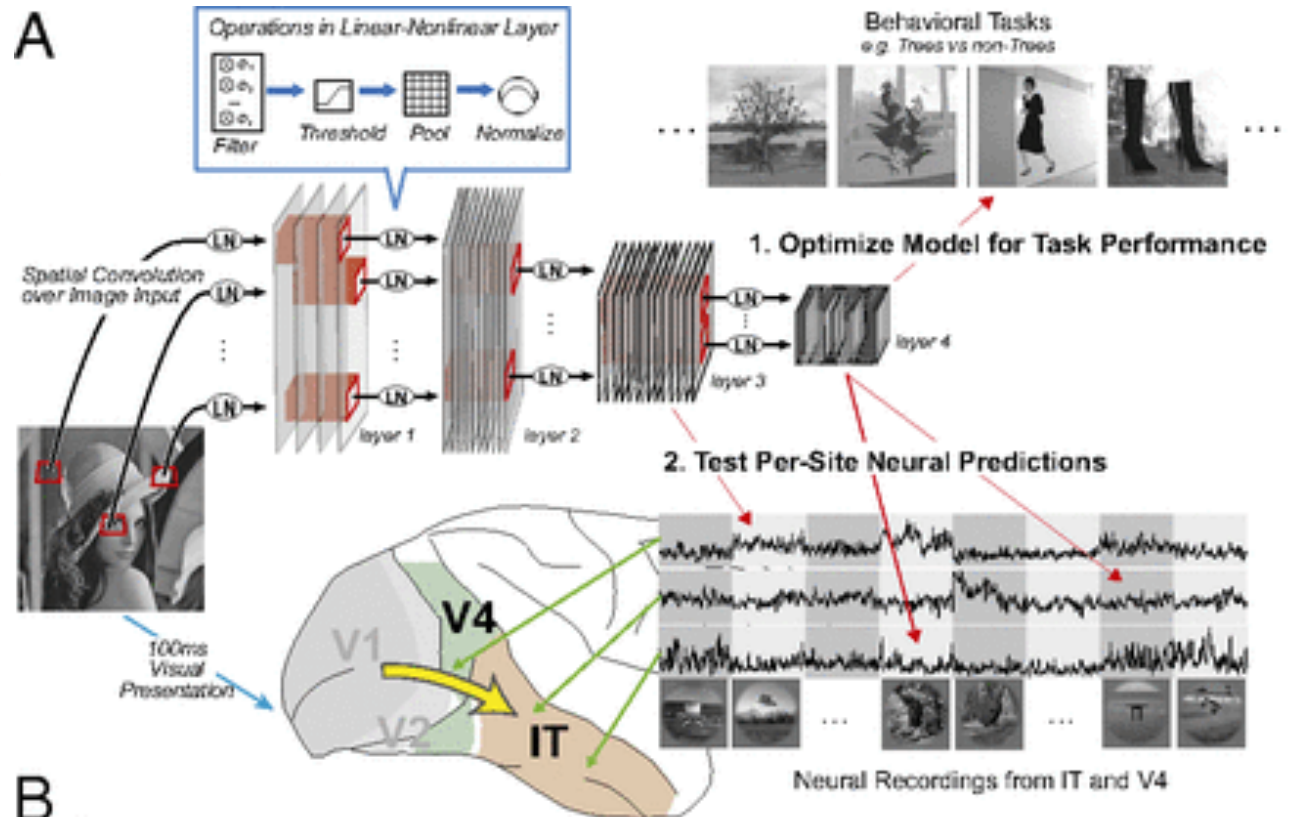 A
Operations in Linear-Nonlinear Layer
Filter
Threshold
Pool
Normalize
Behavioral Tasks
e.g. Trees vs non-Trees
... ...
LN LN
Spatial Convolution
over Image Input
LN LN LN LN
1. Optimize Model for Task Performance
LN LN LN LN
layer 1
layer 2
layer 3
layer 4
2. Test Per-Site Neural Predictions
100ms
Visual
Presentation
V1
V2
V4
IT
... ...
Neural Recordings from IT and V4
B